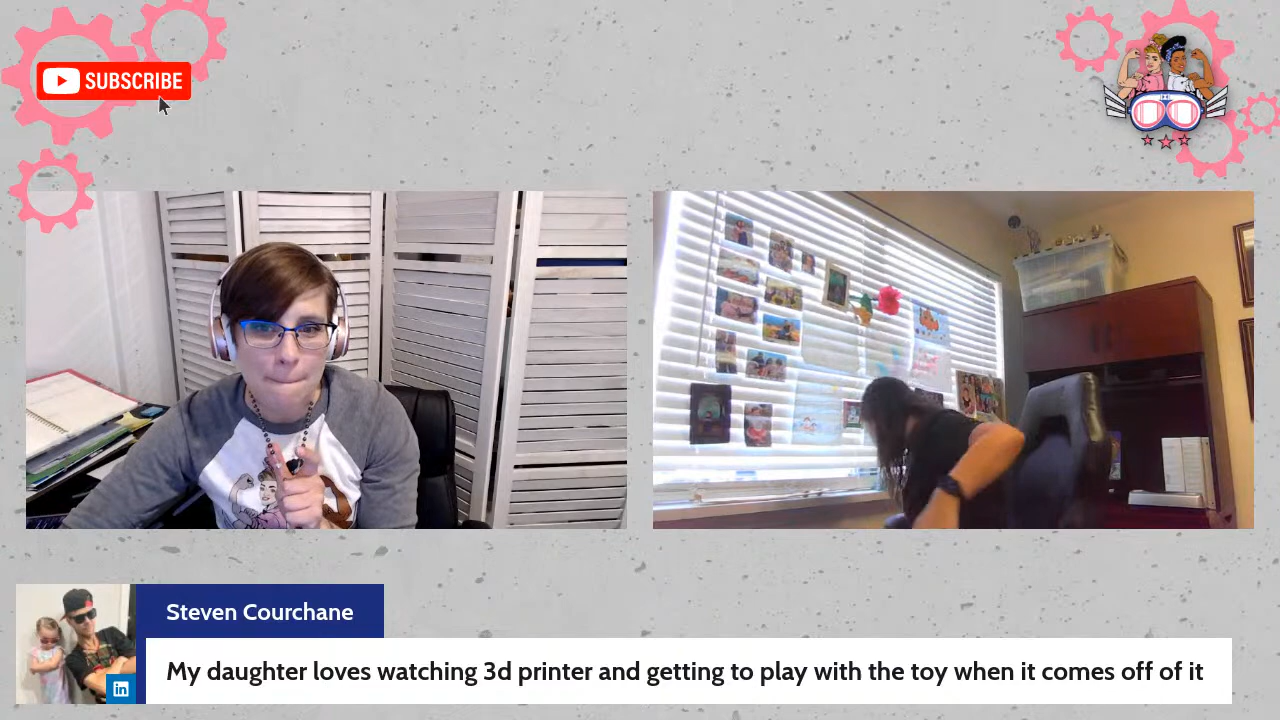 SUBSCRIBE
Steven Courchane
My daughter loves watching 3d printer and getting to play with the toy when it comes off of it